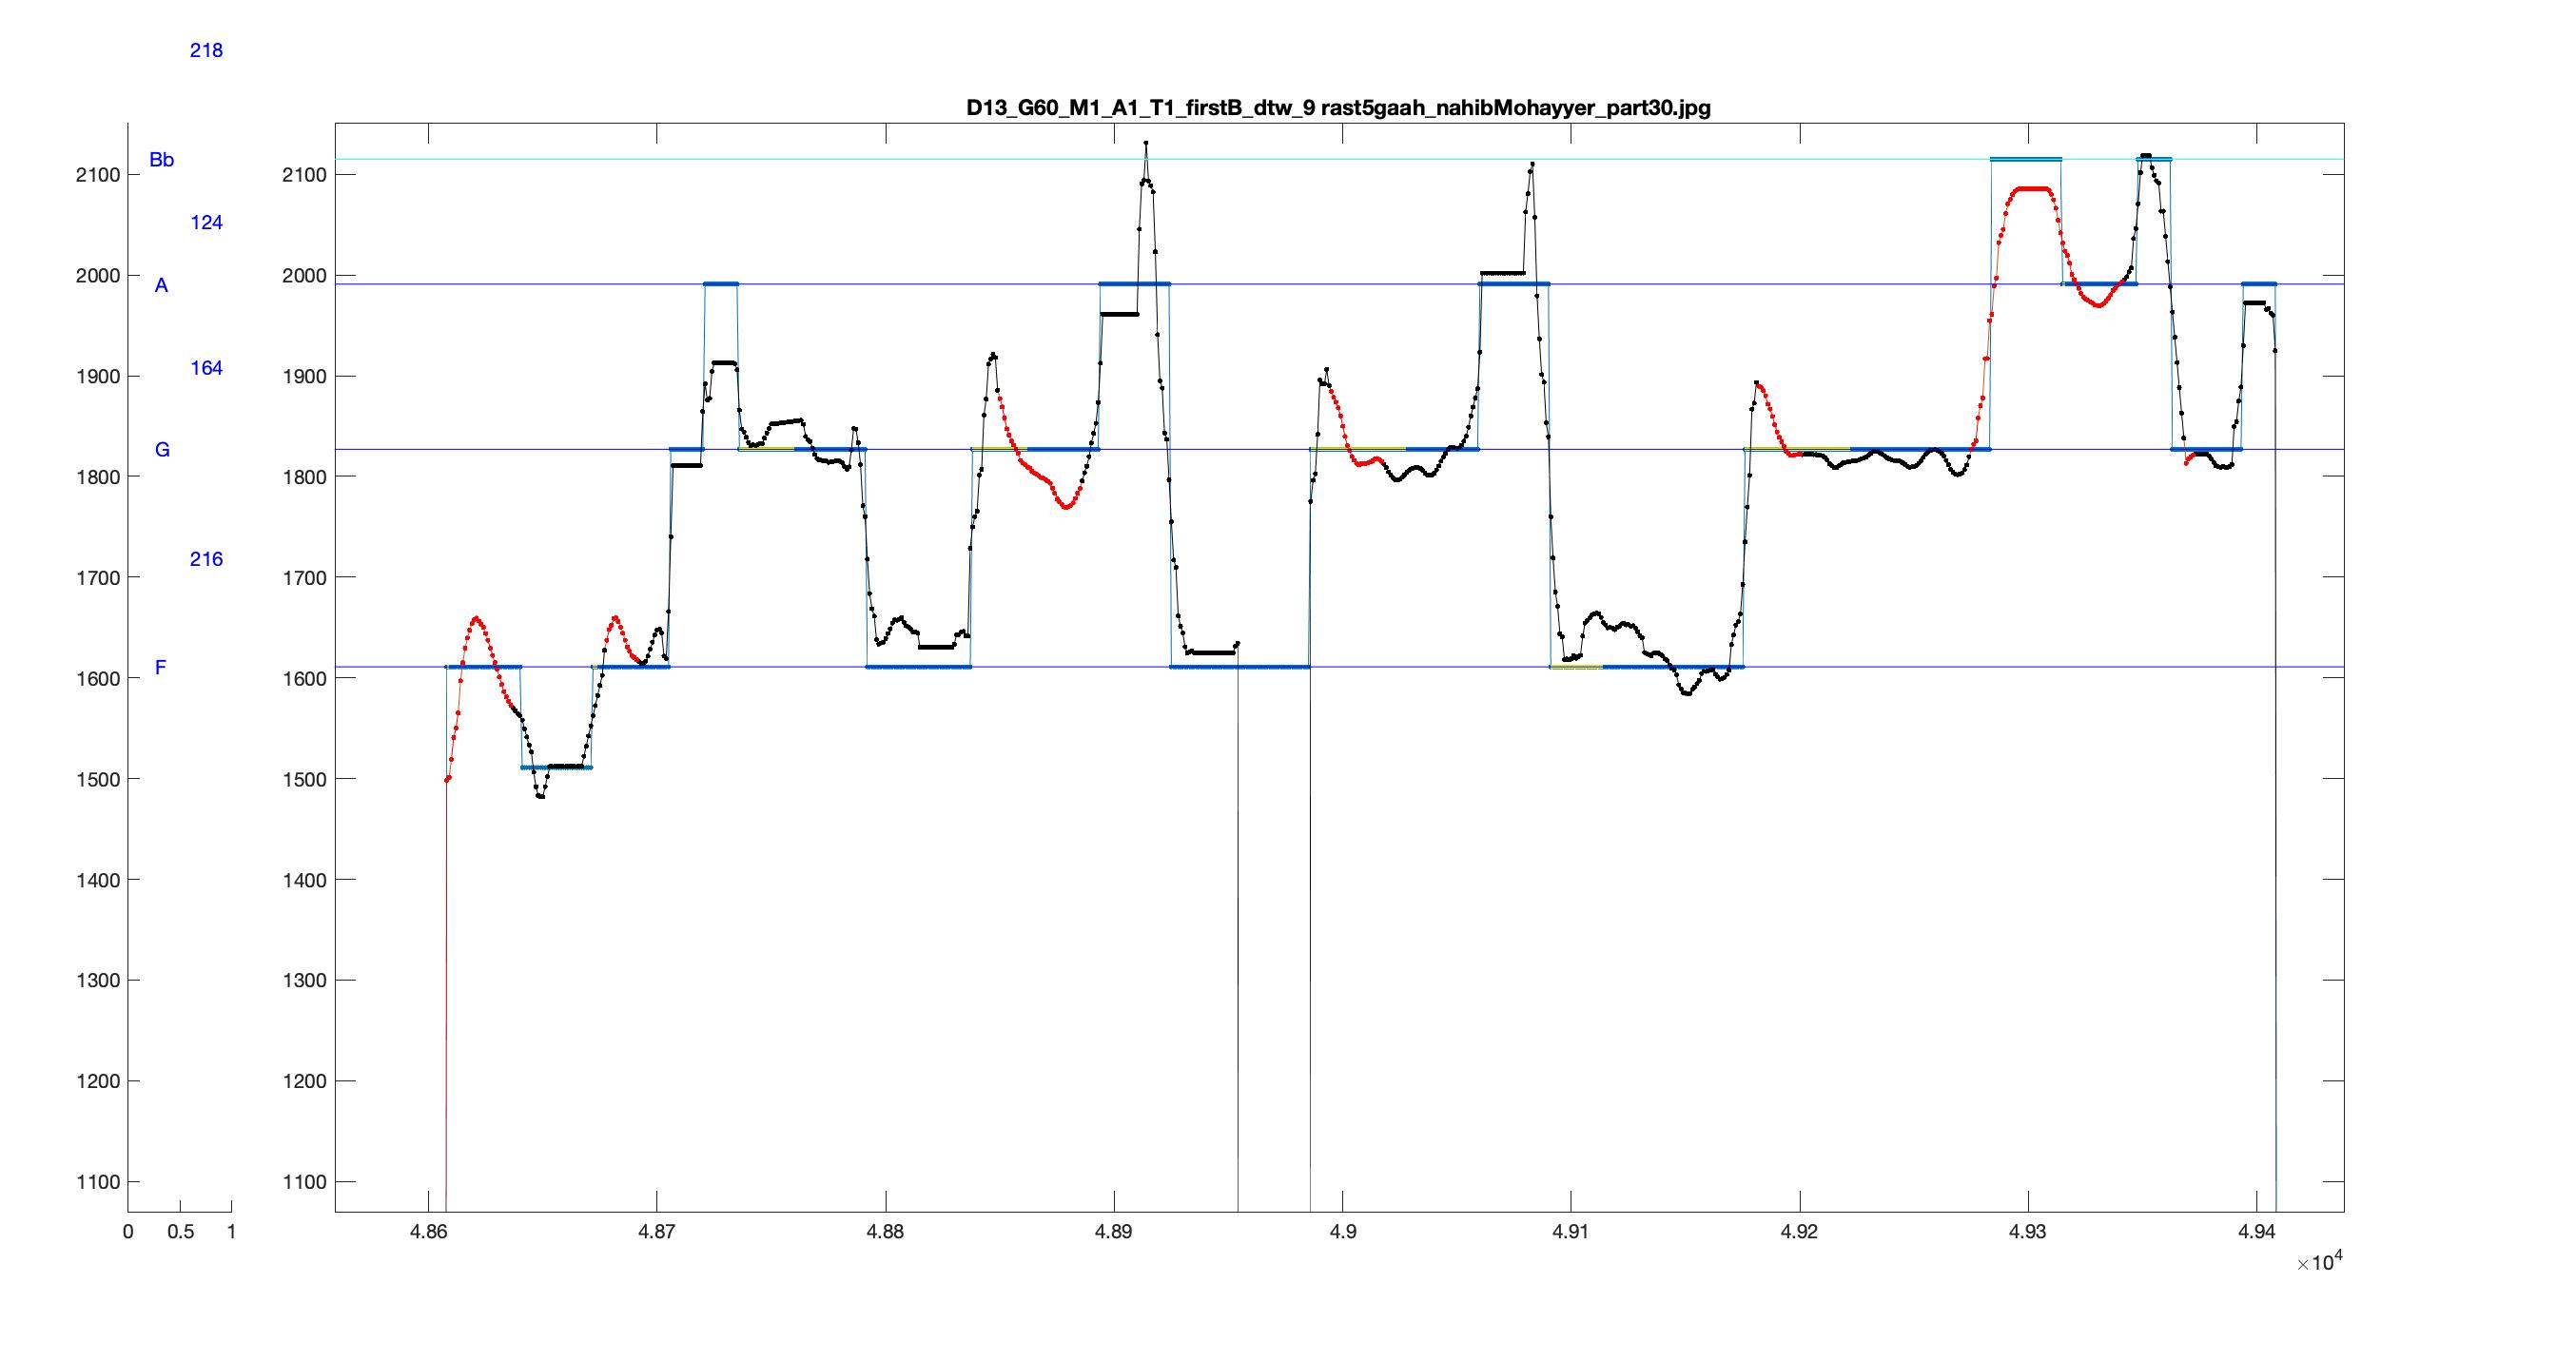 218
D13_G60_M1_A1_T1_firstB_dtw_9 rast5gaah_nahibMohayyer_part30.jpg
Bb
2100 2100
124
2000 A 2000
1900 164 1900
G
1800 1800
1700 216 1700
1600 F 1600
1500 1500
1400 1400
1300 1300
1200 1200
1100 1100
0 0.5 1 4.86 4.87 4.88 4.89 4.9 4.91 4.92 4.93 4.94
×10⁴